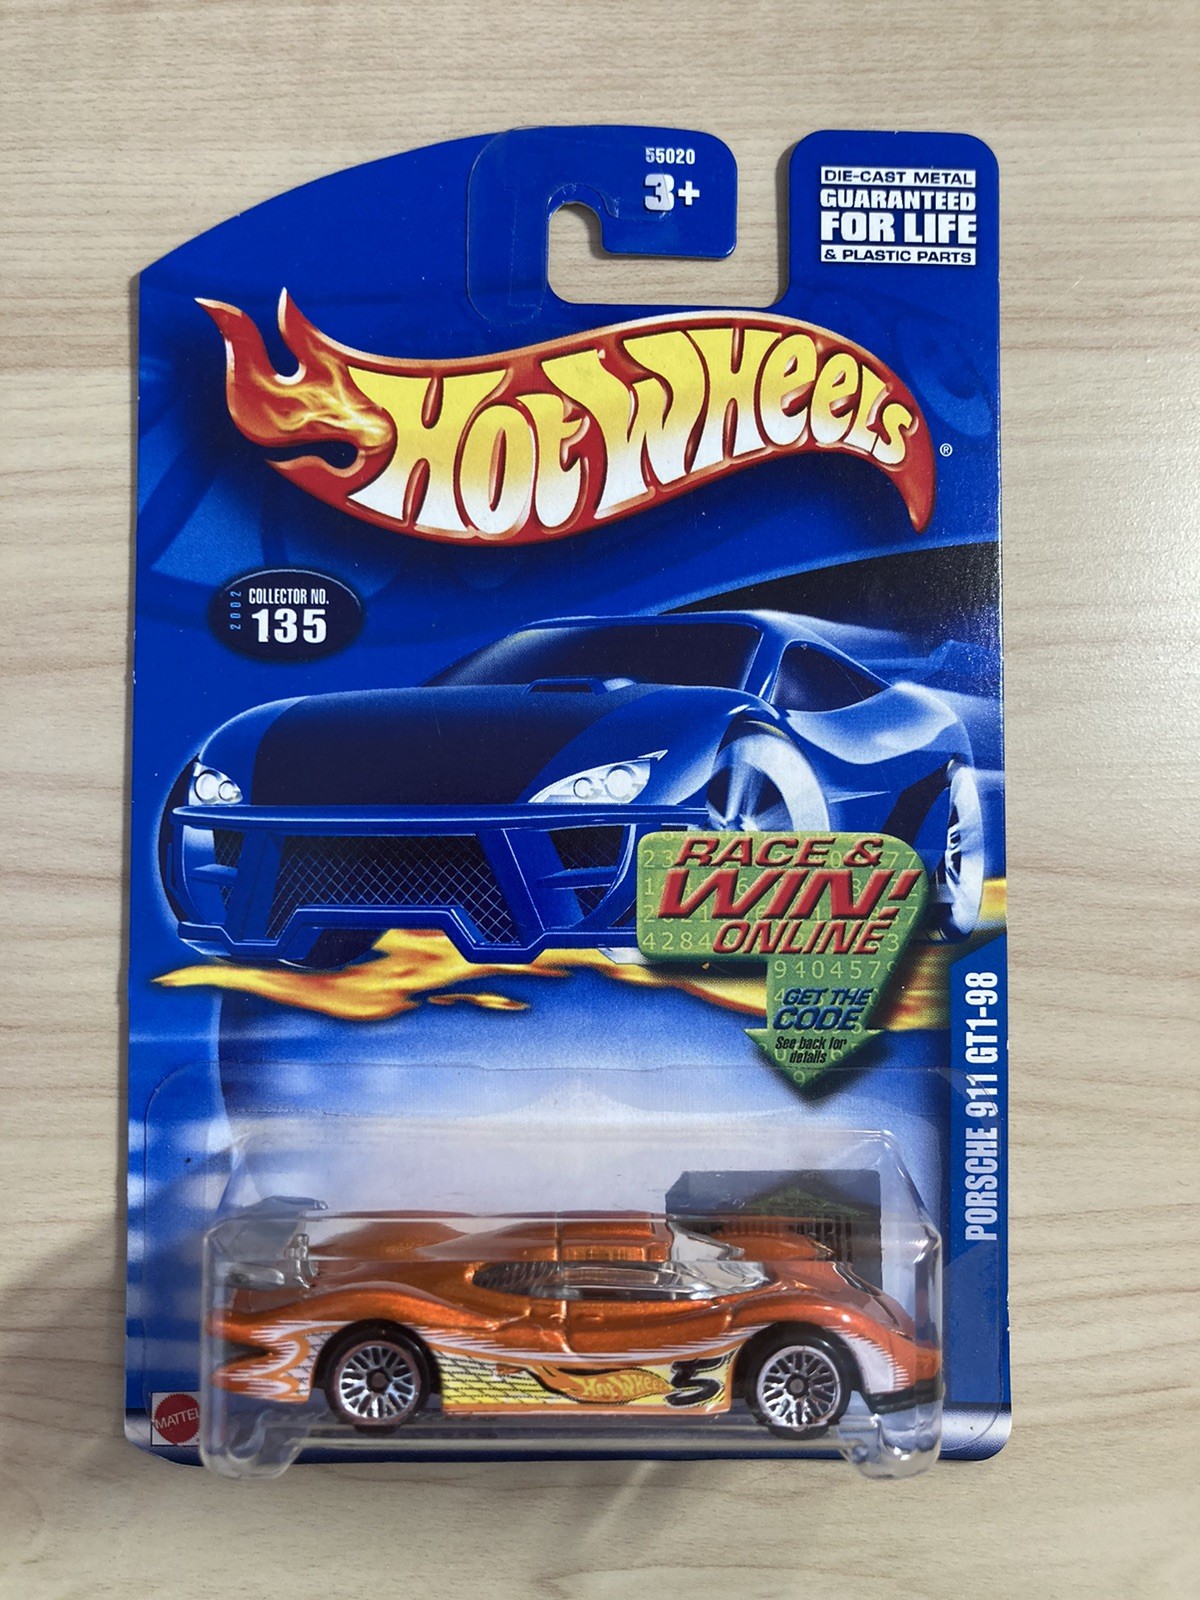 55020
3+
DIE-CAST METAL
GUARANTEED
FOR LIFE
& PLASTIC PARTS
HOT WHEELS
®
2002
COLLECTOR NO.
135
RACE &
WIN!
ONLINE
GET THE
CODE
See back for
details
PORSCHE 911 GT1-98
Hot Wheels
5
MATTEL